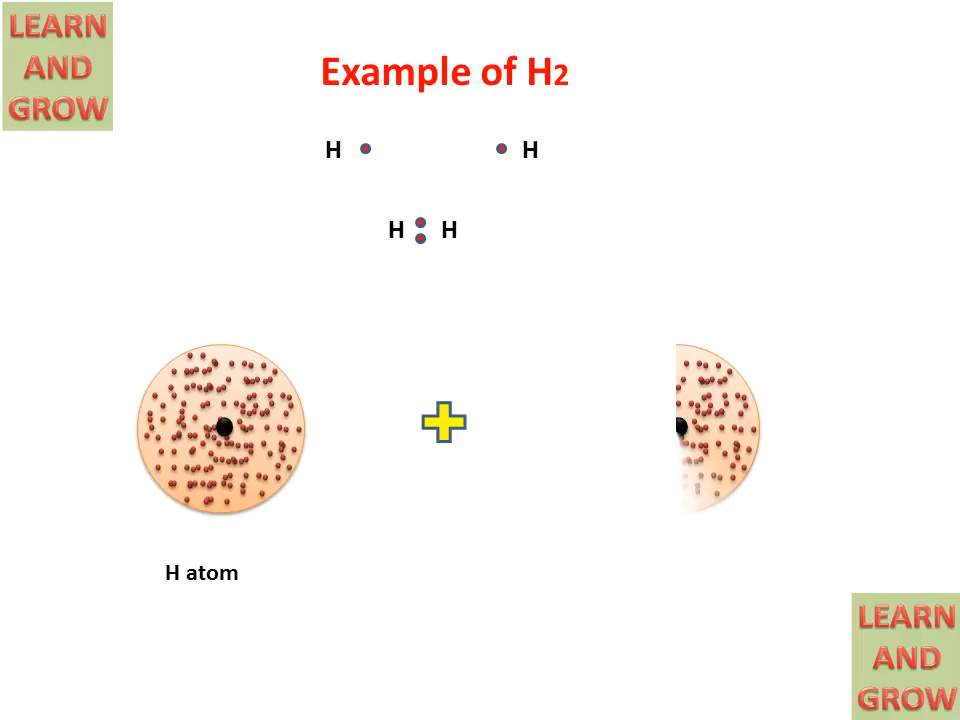 LEARN
AND
GROW
Example of H2
H H
H H
H atom
LEARN
AND
GROW